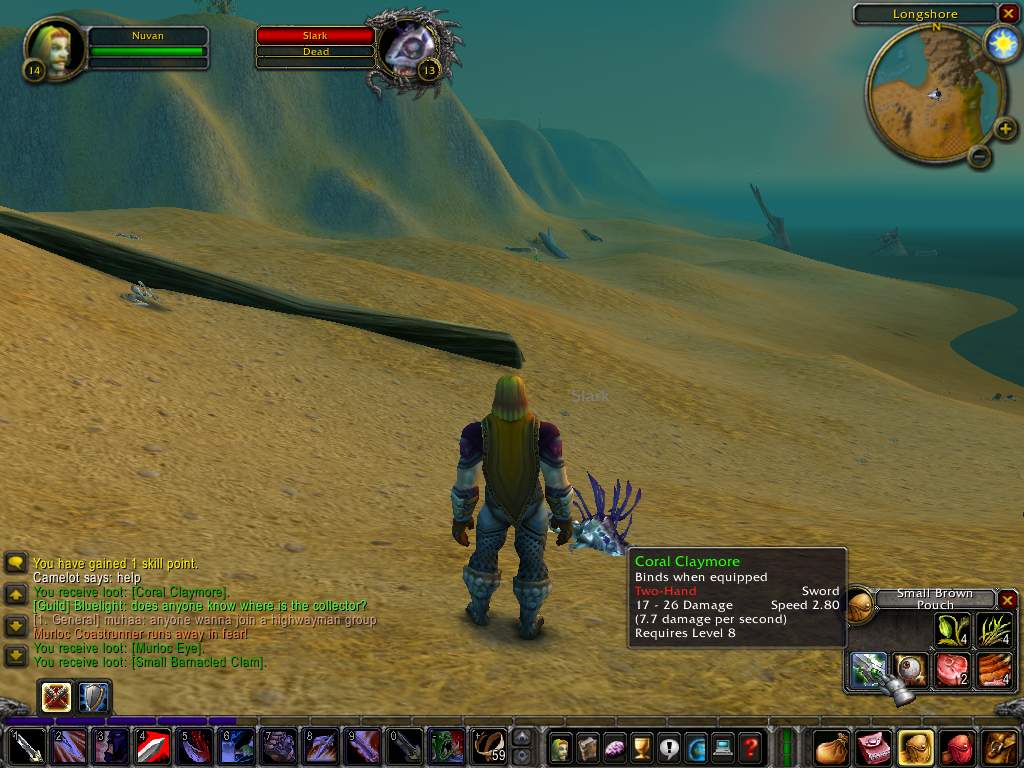 Nuvan
14
Slark
Dead
13
Longshore
N
Slark
You have gained 1 skill point.
Camelot says: help
You receive loot: [Coral Claymore].
[Guild] Bluelight: does anyone know where is the collector?
[1. General] muhaa: anyone wanna join a highwayman group
Murloc Coastrunner runs away in fear!
You receive loot: [Murloc Eye].
You receive loot: [Small Barnacled Clam].
Coral Claymore
Binds when equipped
Two-Hand Sword
17 - 26 Damage Speed 2.80
(7.7 damage per second)
Requires Level 8
Small Brown
Pouch
4
4
2
4
1
2
3
4
5
6
7
8
9
0
59
?